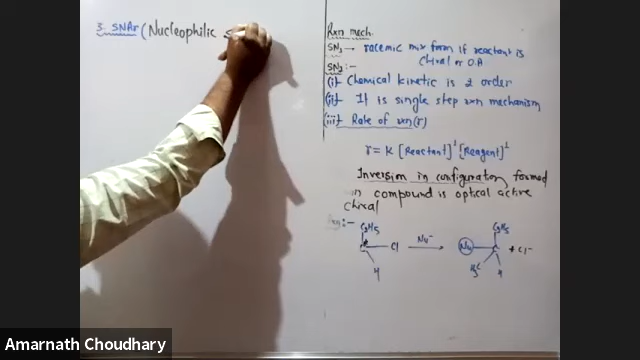 3. SNAr (Nucleophilic S
Rxn mech.
SN1 → racemic mix form if reactant is
chiral or O.A
SN2 :-
(i) Chemical kinetic is 2 order
(ii) It is single step rxn mechanism
(iii) Rate of rxn (r)
r = K [Reactant]¹ [Reagent]¹
Inversion in configuration formed
in compound is optical active
chiral
:-
C2H5 C2H5
C Cl Nu⁻ → Nu C + Cl⁻
H H3C H
Amarnath Choudhary